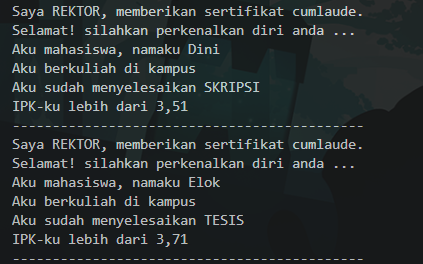 Saya REKTOR, memberikan sertifikat cumlaude.
Selamat! silahkan perkenalkan diri anda ...
Aku mahasiswa, namaku Dini
Aku berkuliah di kampus
Aku sudah menyelesaikan SKRIPSI
IPK-ku lebih dari 3,51
--------------------------------------------
Saya REKTOR, memberikan sertifikat cumlaude.
Selamat! silahkan perkenalkan diri anda ...
Aku mahasiswa, namaku Elok
Aku berkuliah di kampus
Aku sudah menyelesaikan TESIS
IPK-ku lebih dari 3,71
--------------------------------------------